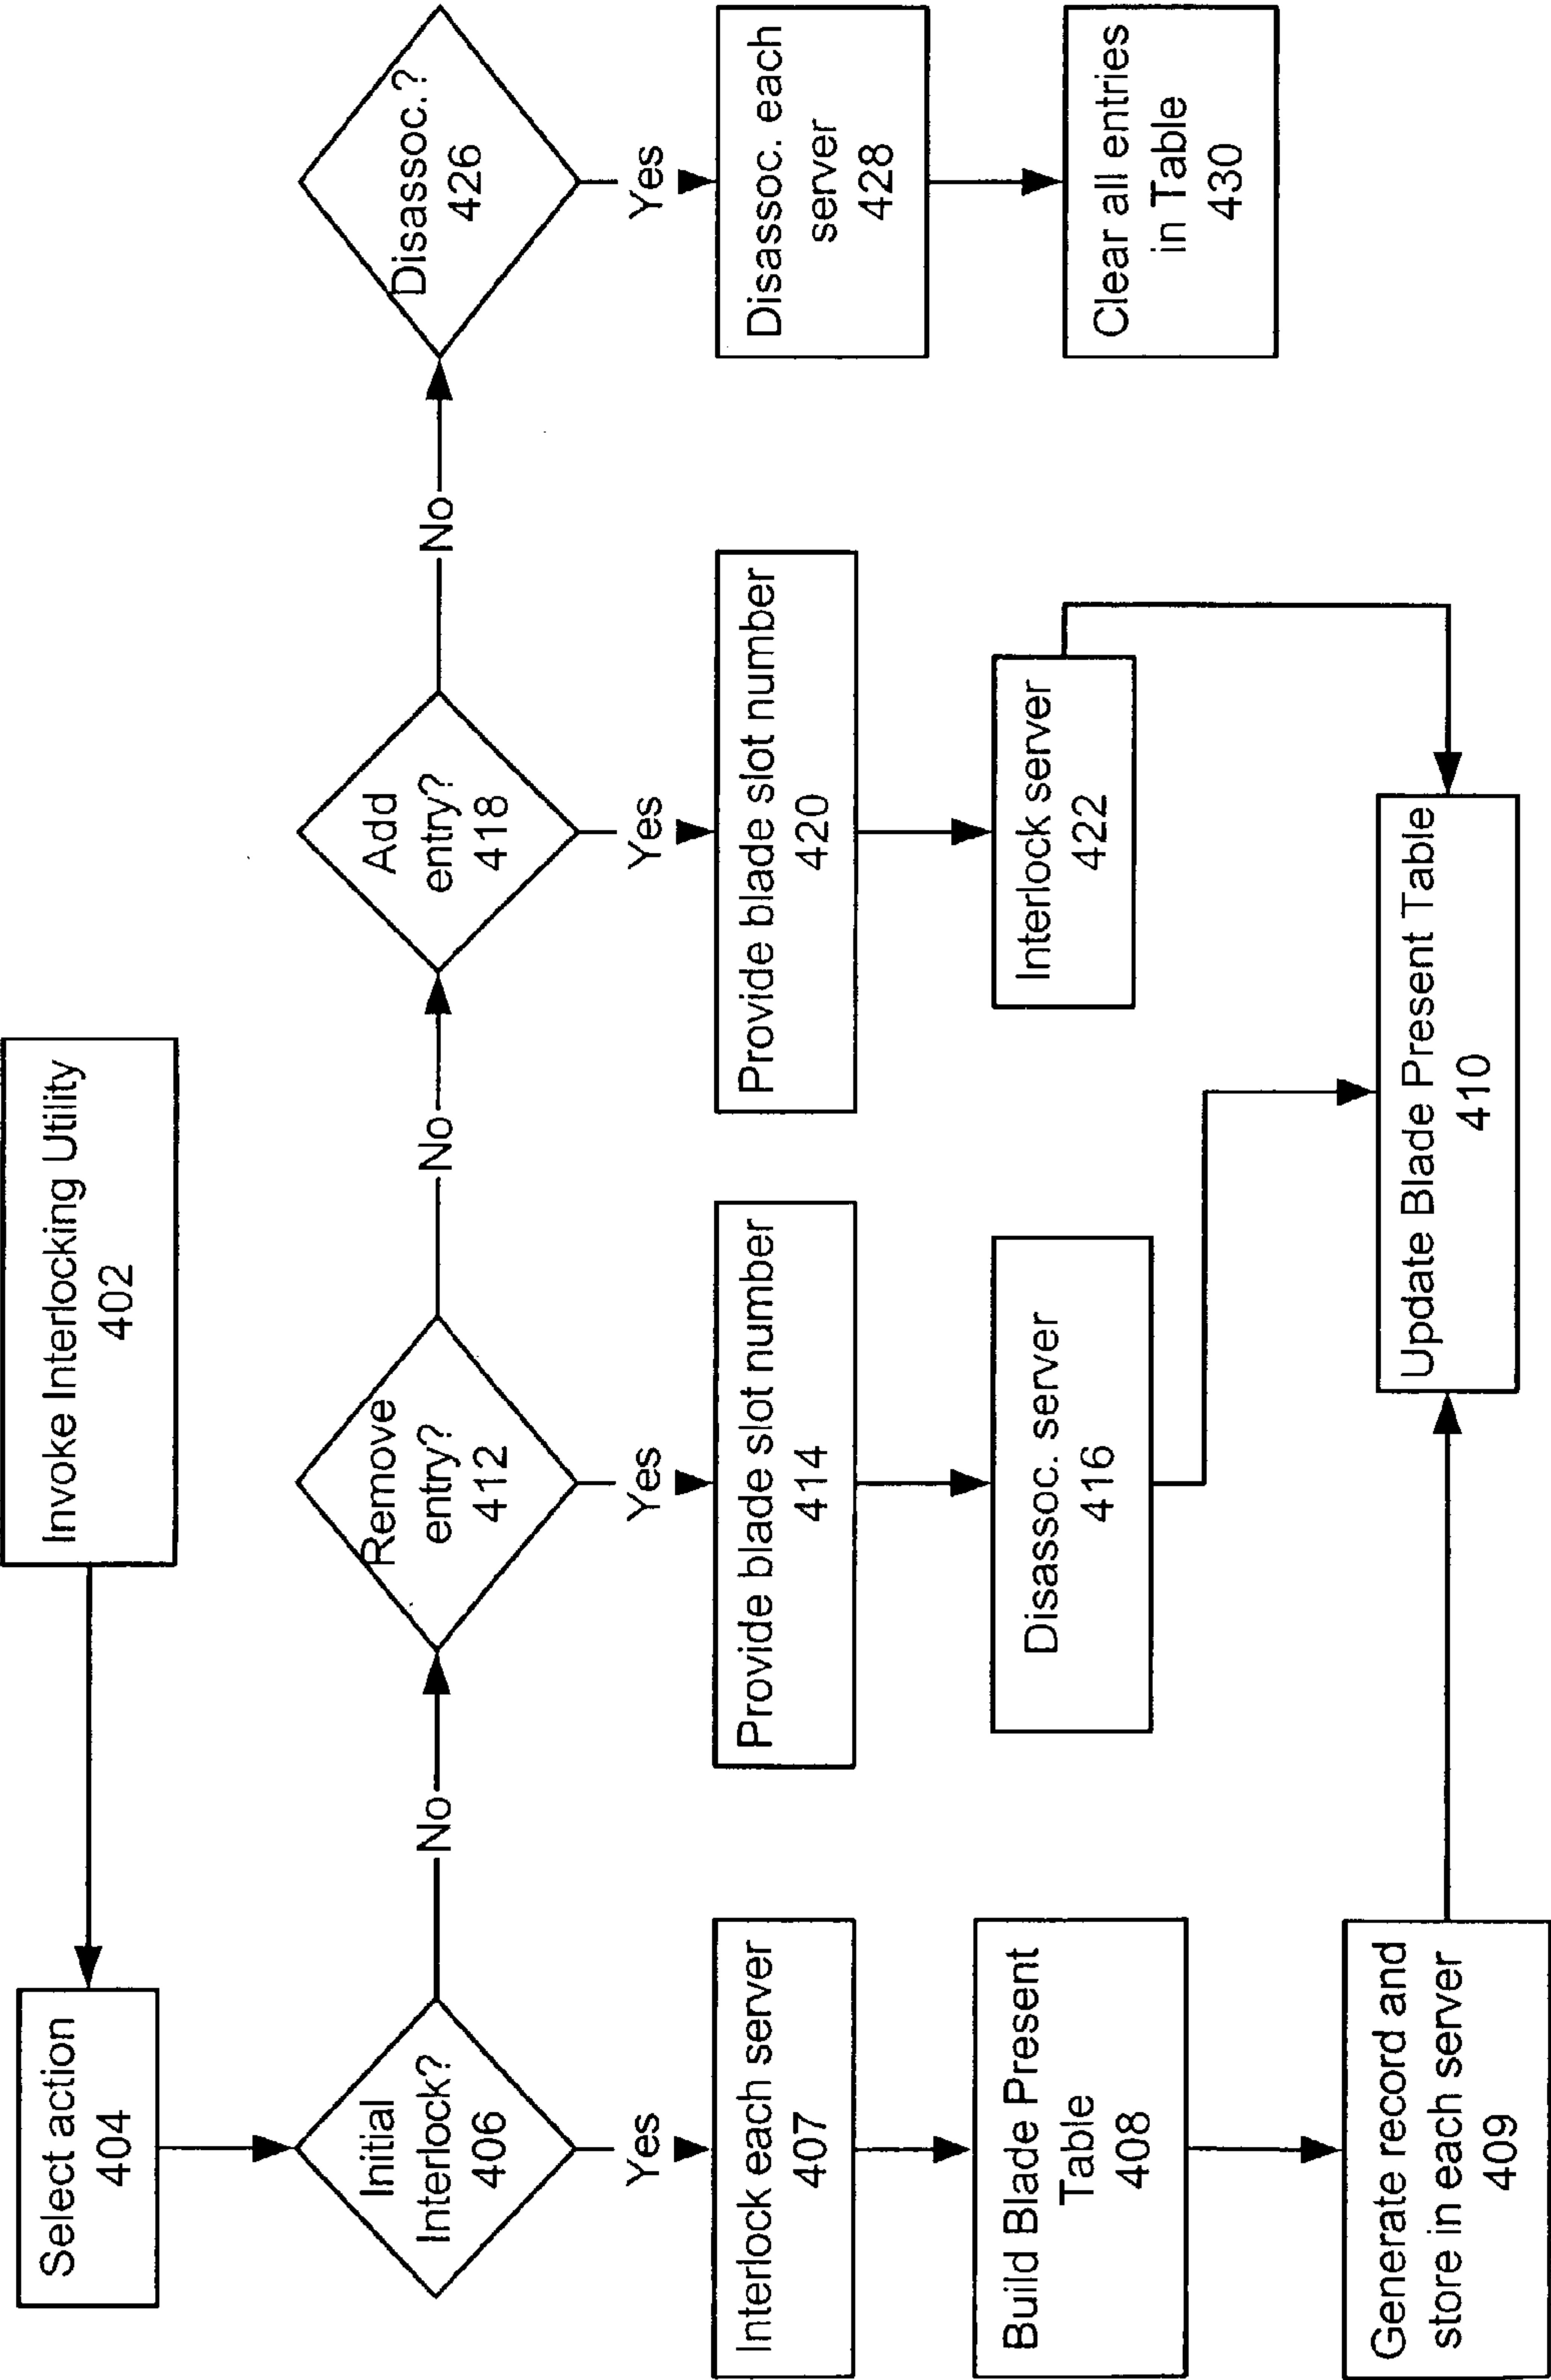 Invoke Interlocking Utility
402
Select action
404
Initial
Interlock?
406
No
Remove
entry?
412
No
Add
entry?
418
No
Disassoc.?
426
Yes
Yes
Yes
Yes
Interlock each server
407
Provide blade slot number
414
Provide blade slot number
420
Disassoc. each
server
428
Build Blade Present
Table
408
Disassoc. server
416
Interlock server
422
Clear all entries
in Table
430
Generate record and
store in each server
409
Update Blade Present Table
410